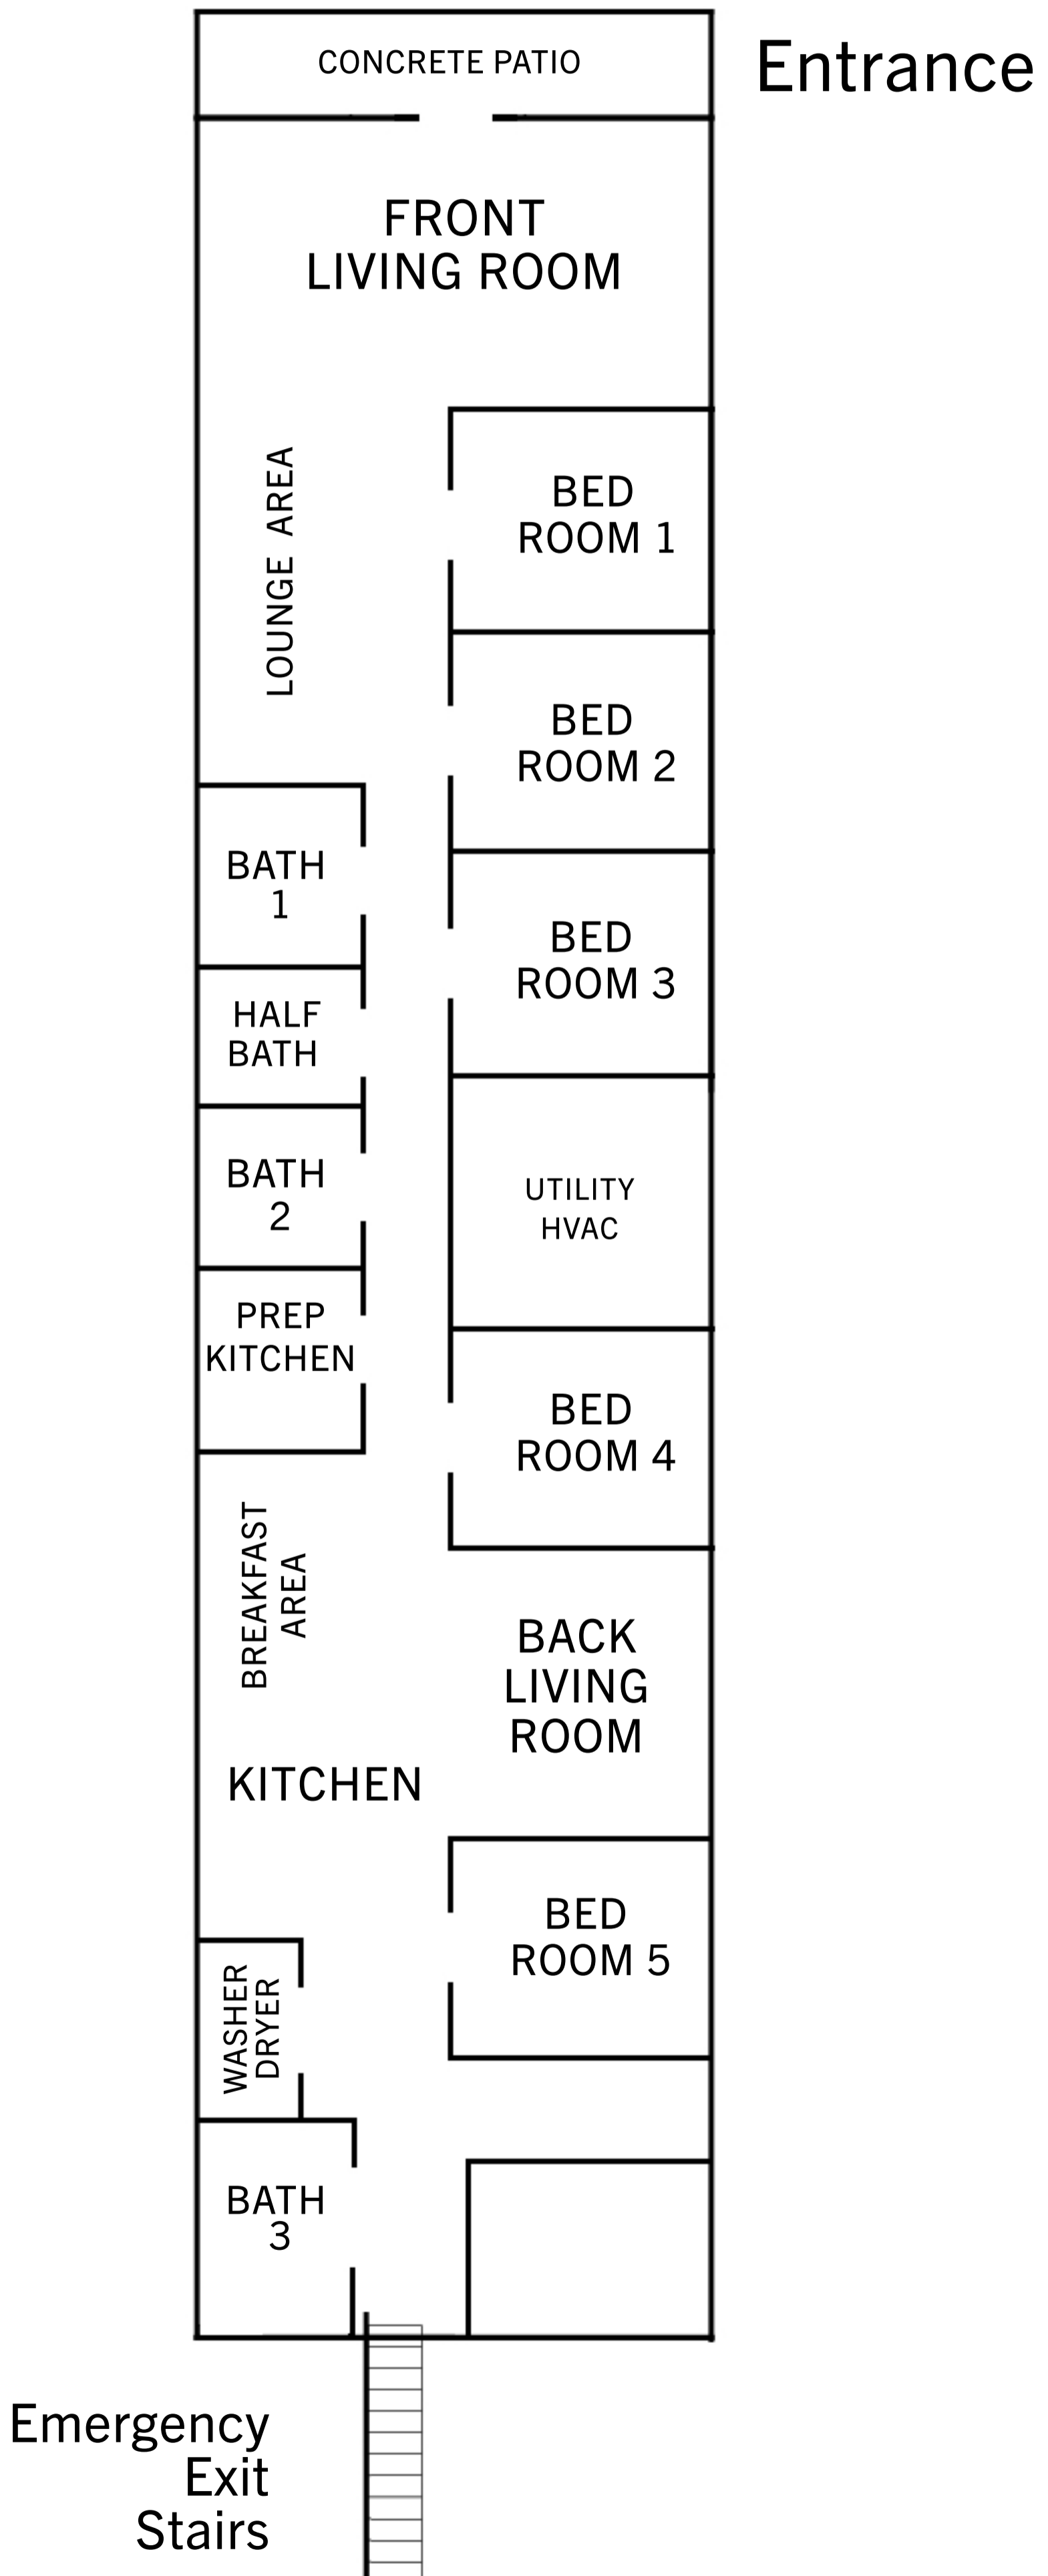 CONCRETE PATIO
Entrance
FRONT
LIVING ROOM
LOUNGE AREA
BED
ROOM 1
BED
ROOM 2
BATH
1
BED
ROOM 3
HALF
BATH
BATH
2
UTILITY
HVAC
PREP
KITCHEN
BED
ROOM 4
BREAKFAST
AREA
BACK
LIVING
ROOM
KITCHEN
BED
ROOM 5
WASHER
DRYER
BATH
3
Emergency
Exit
Stairs